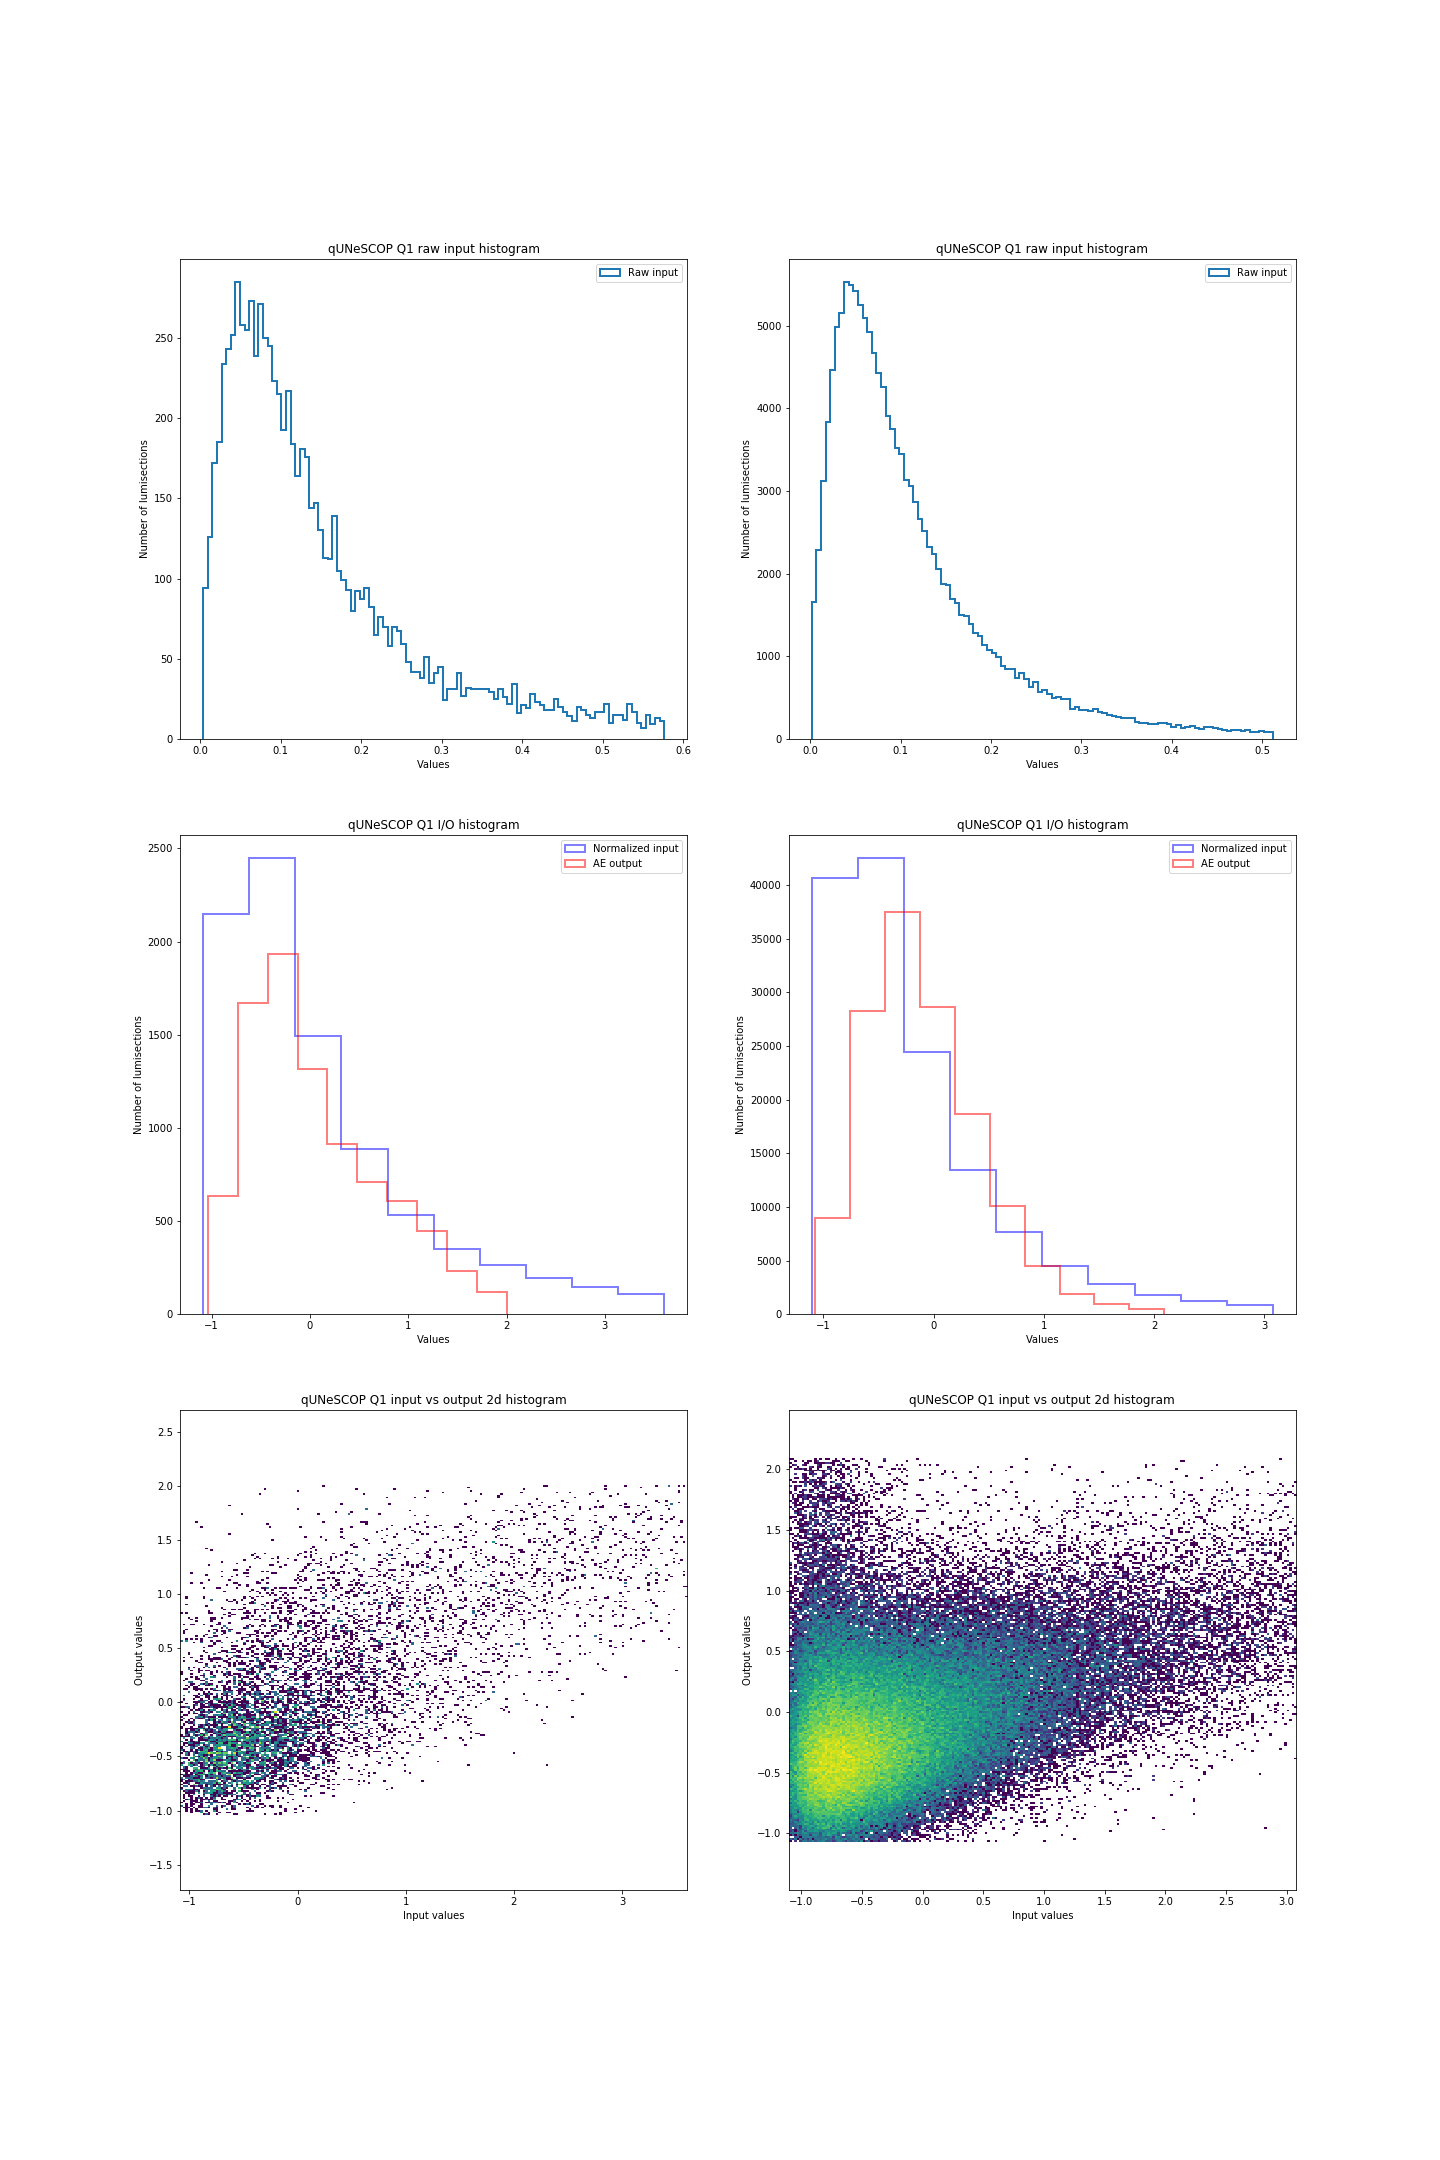 qUNeSCOP Q1 raw input histogram
Raw input
Number of lumisections
250
200
150
100
50
0
0.0 0.1 0.2 0.3 0.4 0.5 0.6
Values
qUNeSCOP Q1 raw input histogram
Raw input
Number of lumisections
5000
4000
3000
2000
1000
0
0.0 0.1 0.2 0.3 0.4 0.5
Values
qUNeSCOP Q1 I/O histogram
Normalized input
AE output
Number of lumisections
2500
2000
1500
1000
500
0
−1 0 1 2 3
Values
qUNeSCOP Q1 I/O histogram
Normalized input
AE output
Number of lumisections
40000
35000
30000
25000
20000
15000
10000
5000
0
−1 0 1 2 3
Values
qUNeSCOP Q1 input vs output 2d histogram
Output values
2.5
2.0
1.5
1.0
0.5
0.0
−0.5
−1.0
−1.5
−1 0 1 2 3
Input values
qUNeSCOP Q1 input vs output 2d histogram
Output values
2.0
1.5
1.0
0.5
0.0
−0.5
−1.0
−1.0 −0.5 0.0 0.5 1.0 1.5 2.0 2.5 3.0
Input values